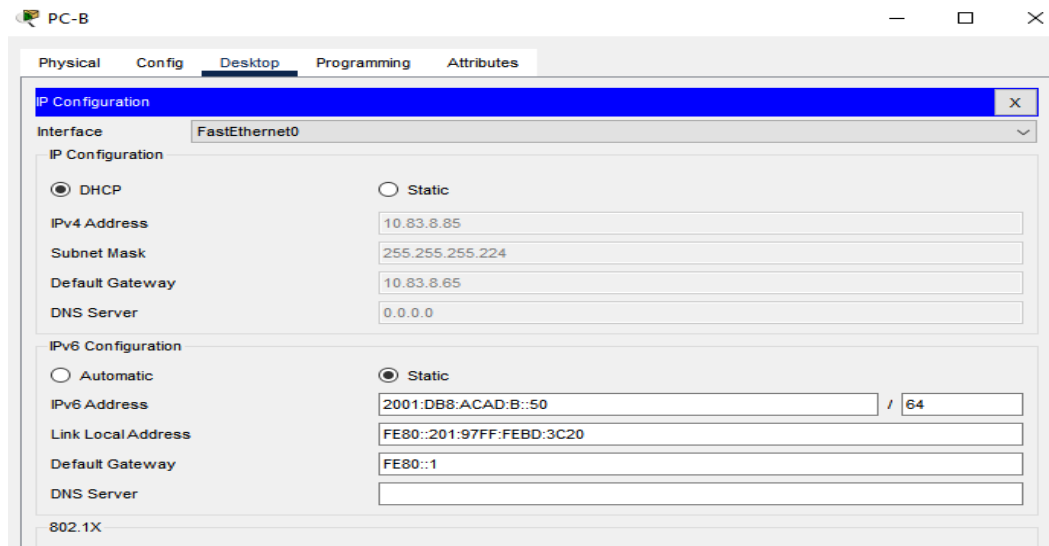 PC-B
Physical Config Desktop Programming Attributes
IP Configuration X
Interface FastEthernet0
IP Configuration
DHCP Static
IPv4 Address 10.83.8.85
Subnet Mask 255.255.255.224
Default Gateway 10.83.8.65
DNS Server 0.0.0.0
IPv6 Configuration
Automatic Static
IPv6 Address 2001:DB8:ACAD:B::50 / 64
Link Local Address FE80::201:97FF:FEBD:3C20
Default Gateway FE80::1
DNS Server
802.1X